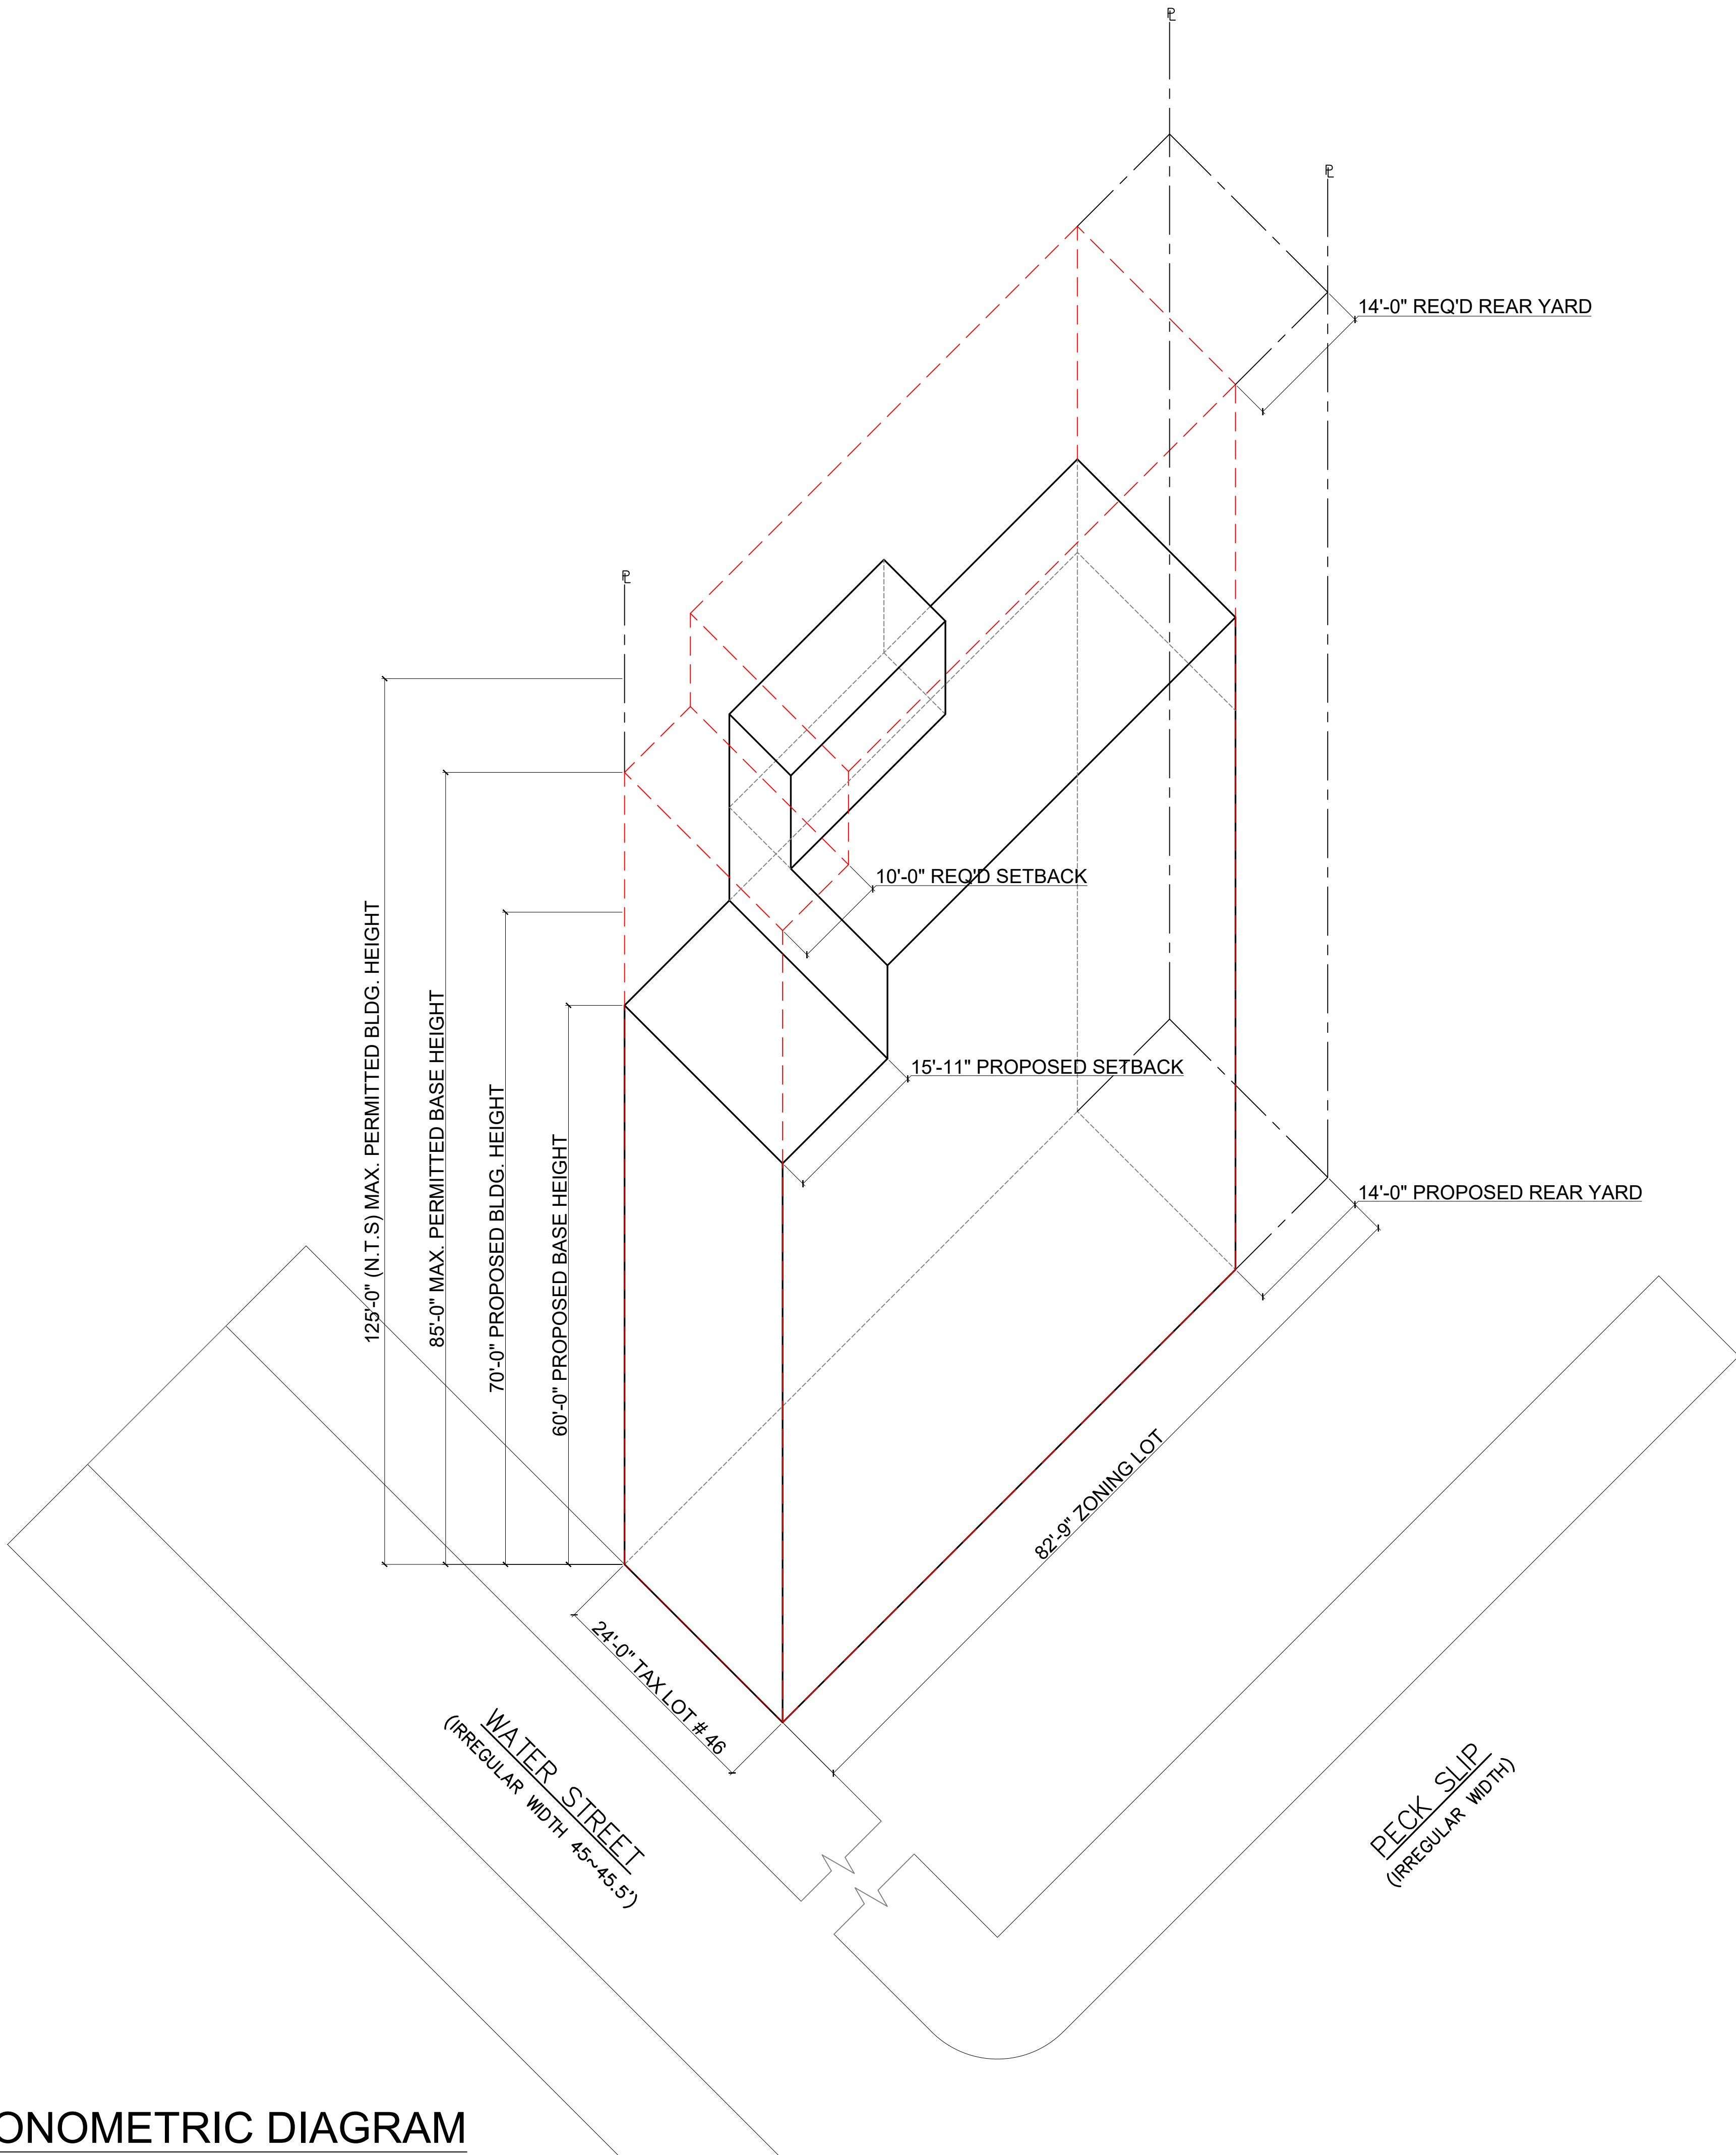 ℄
℄
14'-0" REQ'D REAR YARD
℄
10'-0" REQ'D SETBACK
15'-11" PROPOSED SETBACK
14'-0" PROPOSED REAR YARD
125'-0" (N.T.S) MAX. PERMITTED BLDG. HEIGHT
85'-0" MAX. PERMITTED BASE HEIGHT
70'-0" PROPOSED BLDG. HEIGHT
60'-0" PROPOSED BASE HEIGHT
82'-9" ZONING LOT
24'-0" TAX LOT # 46
WATER STREET
(IRREGULAR WIDTH 45~45.5')
PECK SLIP
(IRREGULAR WIDTH)
ONOMETRIC DIAGRAM